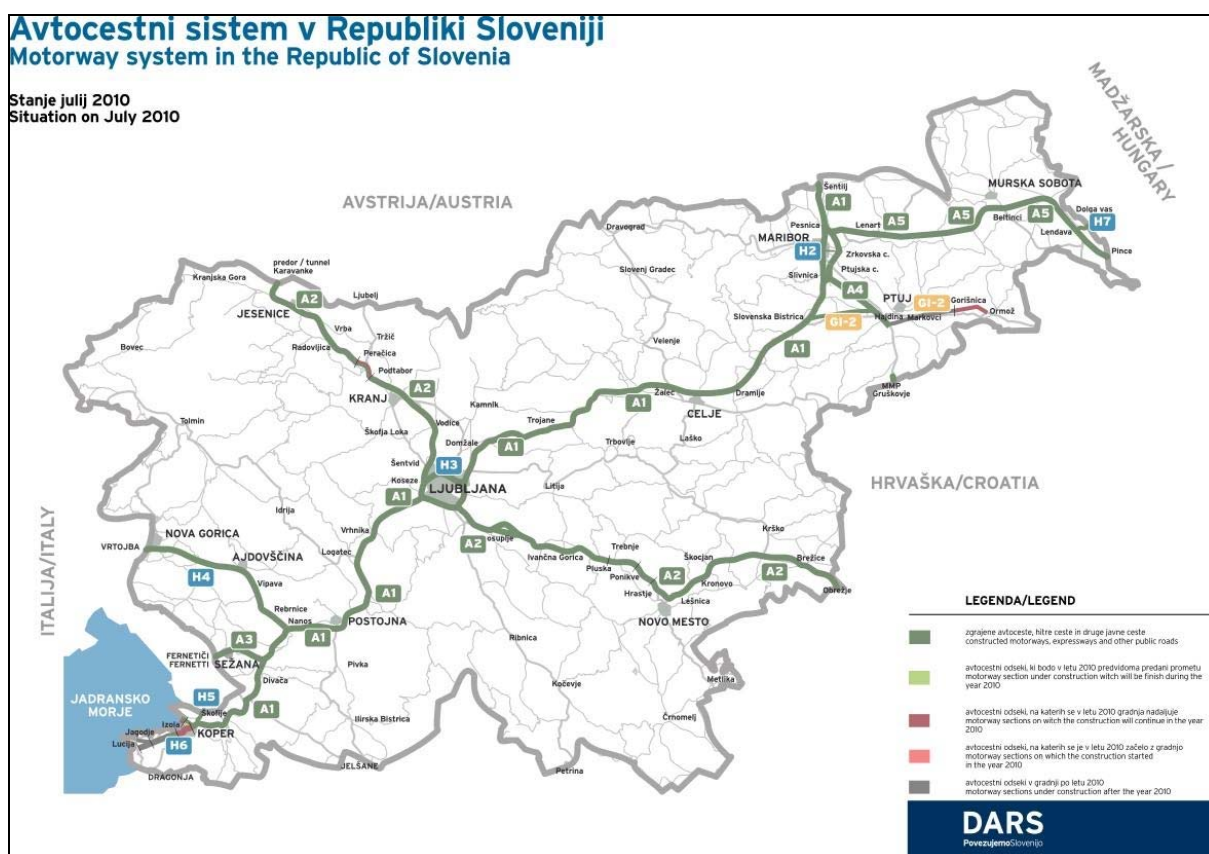 Avtocestni sistem v Republiki Sloveniji
Motorway system in the Republic of Slovenia
Stanje julij 2010
Situation on July 2010
MADŽARSKA /
HUNGARY
AVSTRIJA/AUSTRIA
HRVAŠKA/CROATIA
ITALIJA/ITALY
JADRANSKO
MORJE
Šentilj
A1
MURSKA SOBOTA
Dolga vas
H7
Pesnica
Lenart
A5
A5
Beltinci
A5
Lendava
Pince
MARIBOR
H2
Zrkovska c.
Ptujska c.
Slivnica
A4
PTUJ
GI-2
Gorišnica
Ormož
Hajdina
Markovci
Slovenska Bistrica
GI-2
A1
MMP
Gruškovje
Dravograd
Slovenj Gradec
Velenje
predor / tunnel
Karavanke
Kranjska Gora
A2
Ljubelj
JESENICE
Vrba
Tržič
Bovec
Radovljica
Peračica
Podtabor
A2
KRANJ
Kamnik
Žalec
A1
CELJE
Dramlje
Tolmin
Škofja Loka
Vodice
Domžale
Trojane
A1
Trbovlje
Laško
Šentvid
H3
Koseze
LJUBLJANA
A1
Litija
Idrija
Vrhnika
Logatec
A2
osuplje
Ivančna Gorica
Trebnje
Pluska
Ponikve
Hrastje
A2
Škocjan
Kronovo
Lešnica
NOVO MESTO
Krško
Brežice
A2
Obrežje
NOVA GORICA
VRTOJBA
AJDOVŠČINA
H4
Vipava
A1
Rebrnice
Nanos
A1
POSTOJNA
A3
FERNETIČI
FERNETTI
SEŽANA
Divača
Pivka
Ribnica
Kočevje
Metlika
Črnomelj
H5
A1
Škofije
Izola
KOPER
Jagodje
Lucija
H6
DRAGONJA
Ilirska Bistrica
JELŠANE
Petrina
LEGENDA/LEGEND
zgrajene avtoceste, hitre ceste in druge javne ceste
constructed motorways, expressways and other public roads
avtocestni odseki, ki bodo v letu 2010 predvidoma predani prometu
motorway section under construction witch will be finish during the
year 2010
avtocestni odseki, na katerih se v letu 2010 gradnja nadaljuje
motorway sections on witch the construction will continue in the year
2010
avtocestni odseki, na katerih se je v letu 2010 začelo z gradnjo
motorway sections on which the construction started
in the year 2010
avtocestni odseki v gradnji po letu 2010
motorway sections under construction after the year 2010
DARS
PovezujemoSlovenijo